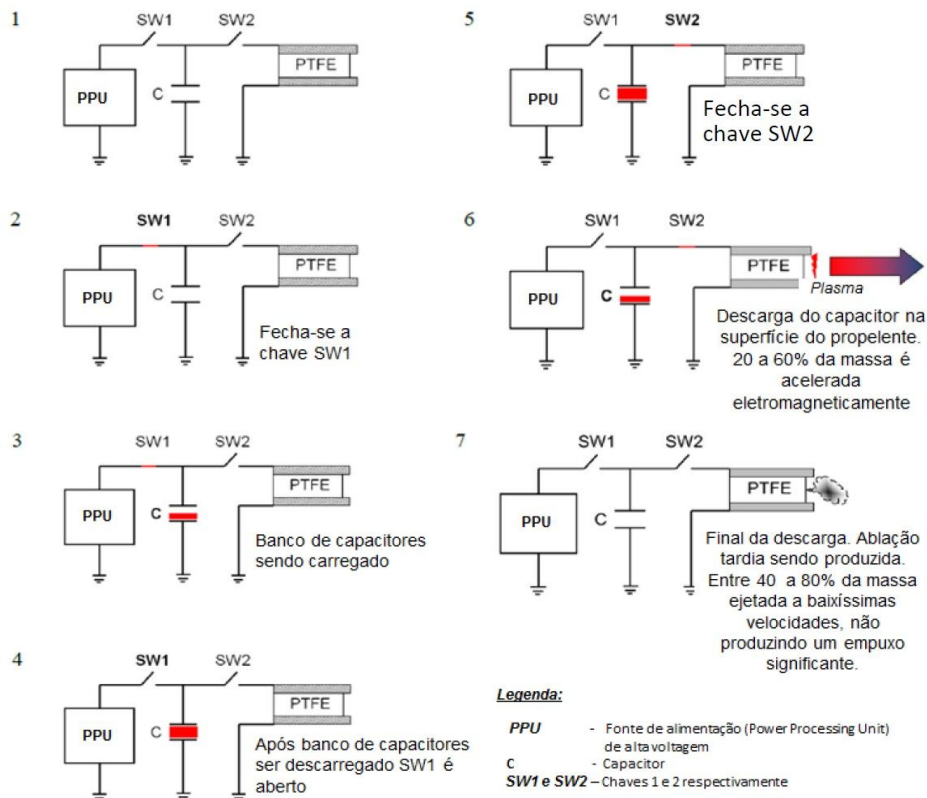 1
SW1
SW2
PTFE
PPU
C
2
SW1
SW2
PTFE
PPU
C
Fecha-se a
chave SW1
3
SW1
SW2
PTFE
PPU
C
Banco de capacitores
sendo carregado
4
SW1
SW2
PTFE
PPU
C
Após banco de capacitores
ser descarregado SW1 é
aberto
5
SW1
SW2
PTFE
PPU
C
Fecha-se a
chave SW2
6
SW1
SW2
PTFE
PPU
C
Plasma
Descarga do capacitor na
superfície do propelente.
20 a 60% da massa é
acelerada
eletromagneticamente
7
SW1
SW2
PTFE
PPU
C
Final da descarga. Ablação
tardia sendo produzida.
Entre 40 a 80% da massa
ejetada a baixíssimas
velocidades, não
produzindo um empuxo
significante.
Legenda:
PPU - Fonte de alimentação (Power Processing Unit)
de alta voltagem
C - Capacitor
SW1 e SW2 – Chaves 1 e 2 respectivamente